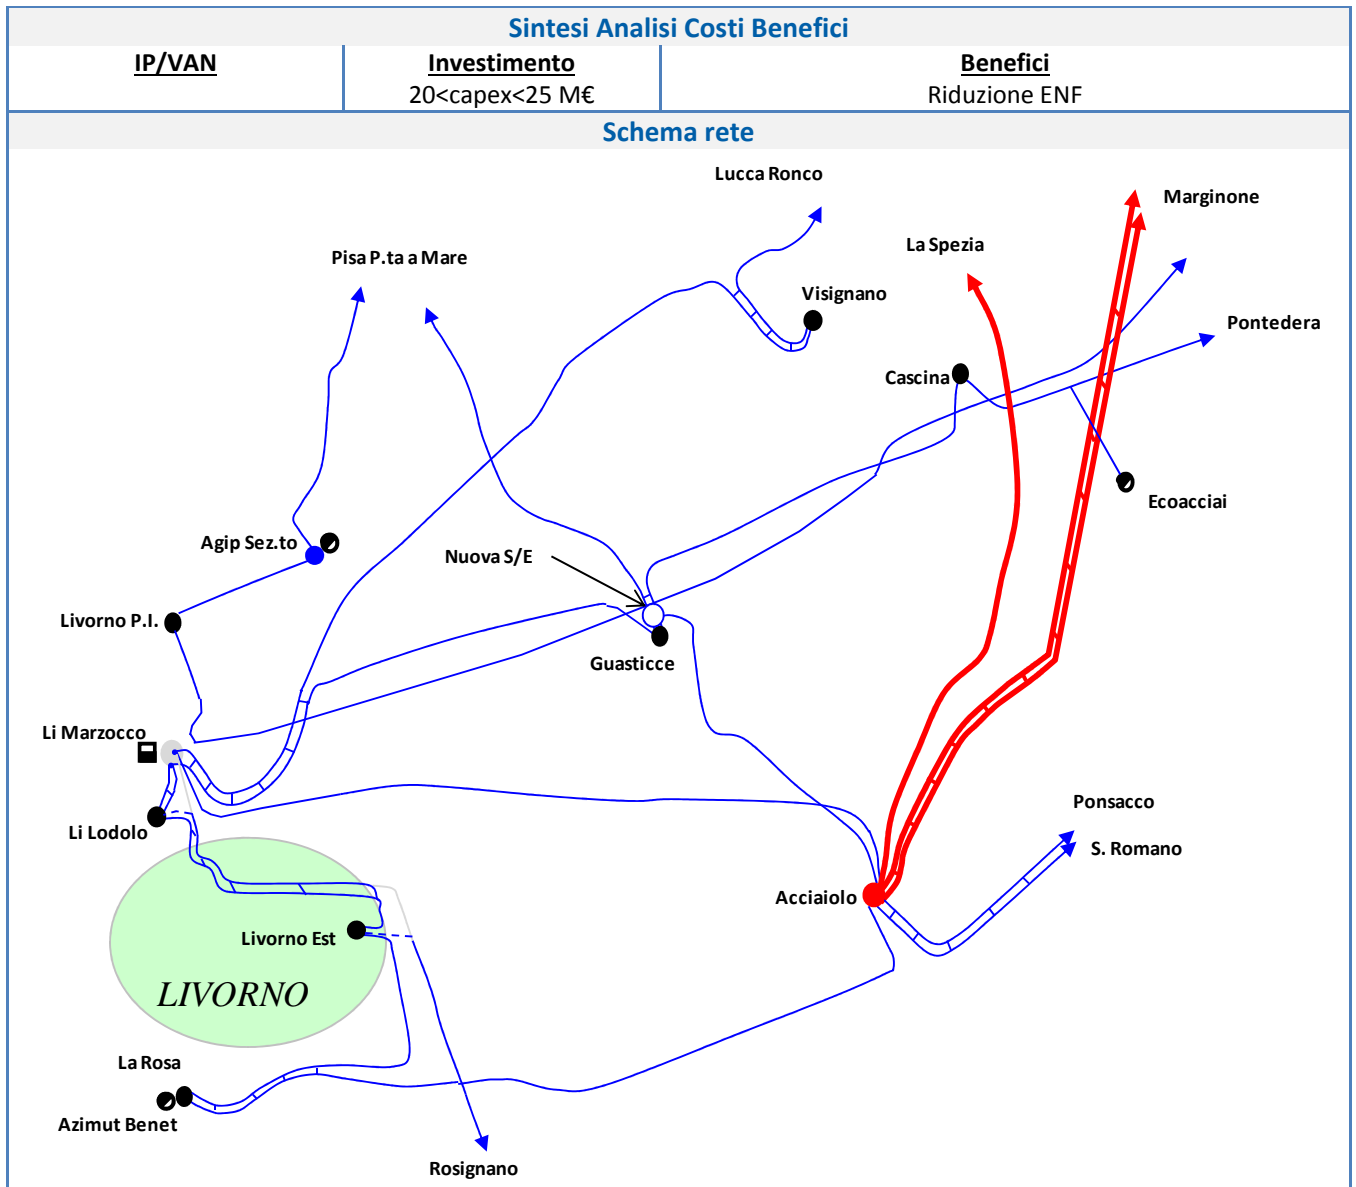 Sintesi Analisi Costi Benefici
IP/VAN
Investimento
Benefici
20<capex<25 M€
Riduzione ENF
Schema rete
Lucca Ronco
Marginone
La Spezia
Pisa P.ta a Mare
Visignano
Pontedera
Cascina
Ecoacciai
Agip Sez.to
Nuova S/E
Livorno P.I.
Guasticce
Li Marzocco
Ponsacco
Li Lodolo
S. Romano
Acciaiolo
Livorno Est
LIVORNO
La Rosa
Azimut Benet
Rosignano